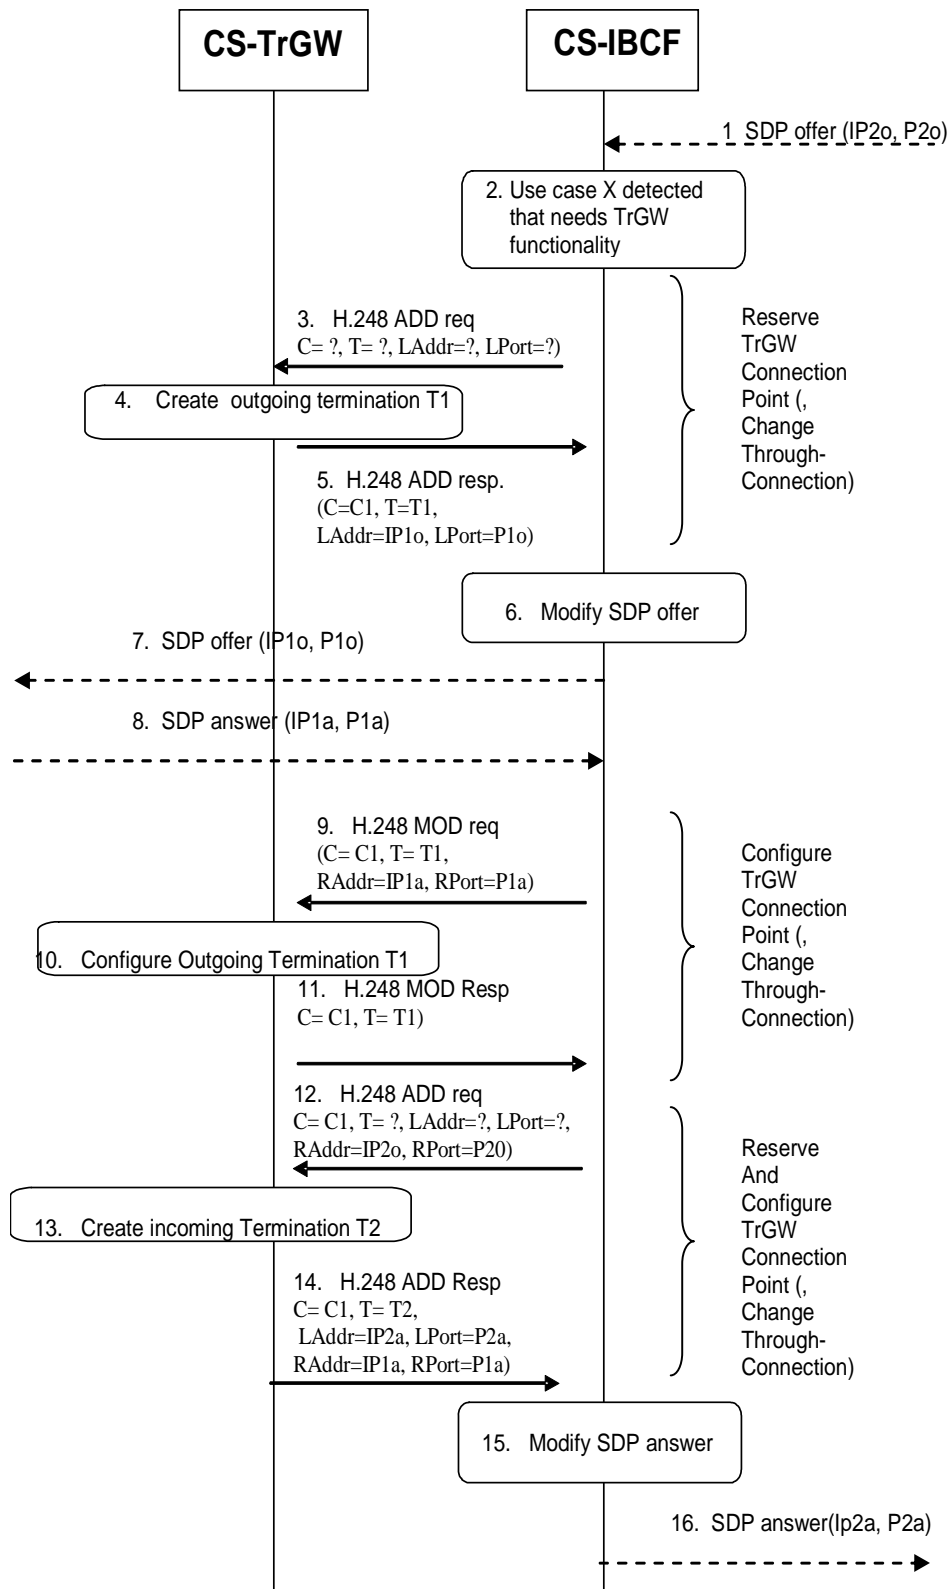 CS-TrGW
CS-IBCF
1 SDP offer (IP2o, P2o)
2. Use case X detected
that needs TrGW
functionality
3. H.248 ADD req
C= ?, T= ?, LAddr=?, LPort=?)
Reserve
TrGW
Connection
Point (,
Change
Through-
Connection)
4. Create outgoing termination T1
5. H.248 ADD resp.
(C=C1, T=T1,
LAddr=IP1o, LPort=P1o)
6. Modify SDP offer
7. SDP offer (IP1o, P1o)
8. SDP answer (IP1a, P1a)
9. H.248 MOD req
(C= C1, T= T1,
RAddr=IP1a, RPort=P1a)
Configure
TrGW
Connection
Point (,
Change
Through-
Connection)
10. Configure Outgoing Termination T1
11. H.248 MOD Resp
C= C1, T= T1)
12. H.248 ADD req
C= C1, T= ?, LAddr=?, LPort=?,
RAddr=IP2o, RPort=P20)
Reserve
And
Configure
TrGW
Connection
Point (,
Change
Through-
Connection)
13. Create incoming Termination T2
14. H.248 ADD Resp
C= C1, T= T2,
LAddr=IP2a, LPort=P2a,
RAddr=IP1a, RPort=P1a)
15. Modify SDP answer
16. SDP answer(Ip2a, P2a)